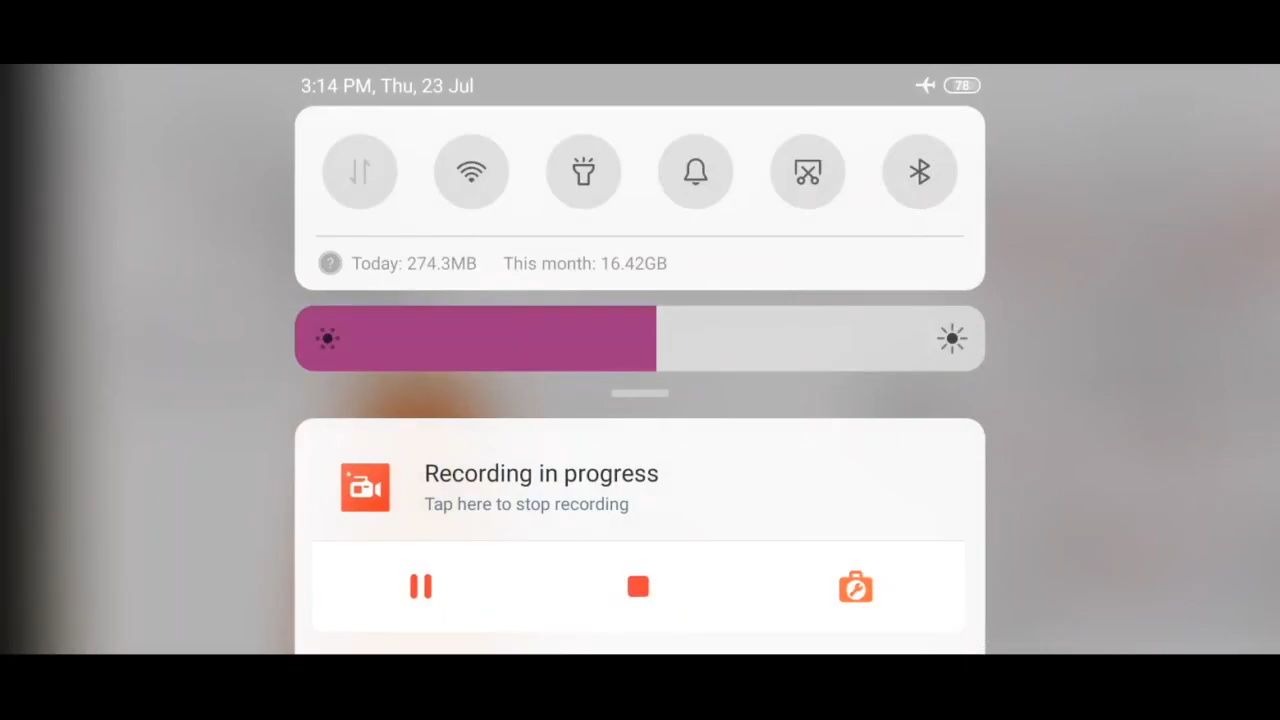 3:14 PM, Thu, 23 Jul 78
Today: 274.3MB This month: 16.42GB
Recording in progress
Tap here to stop recording